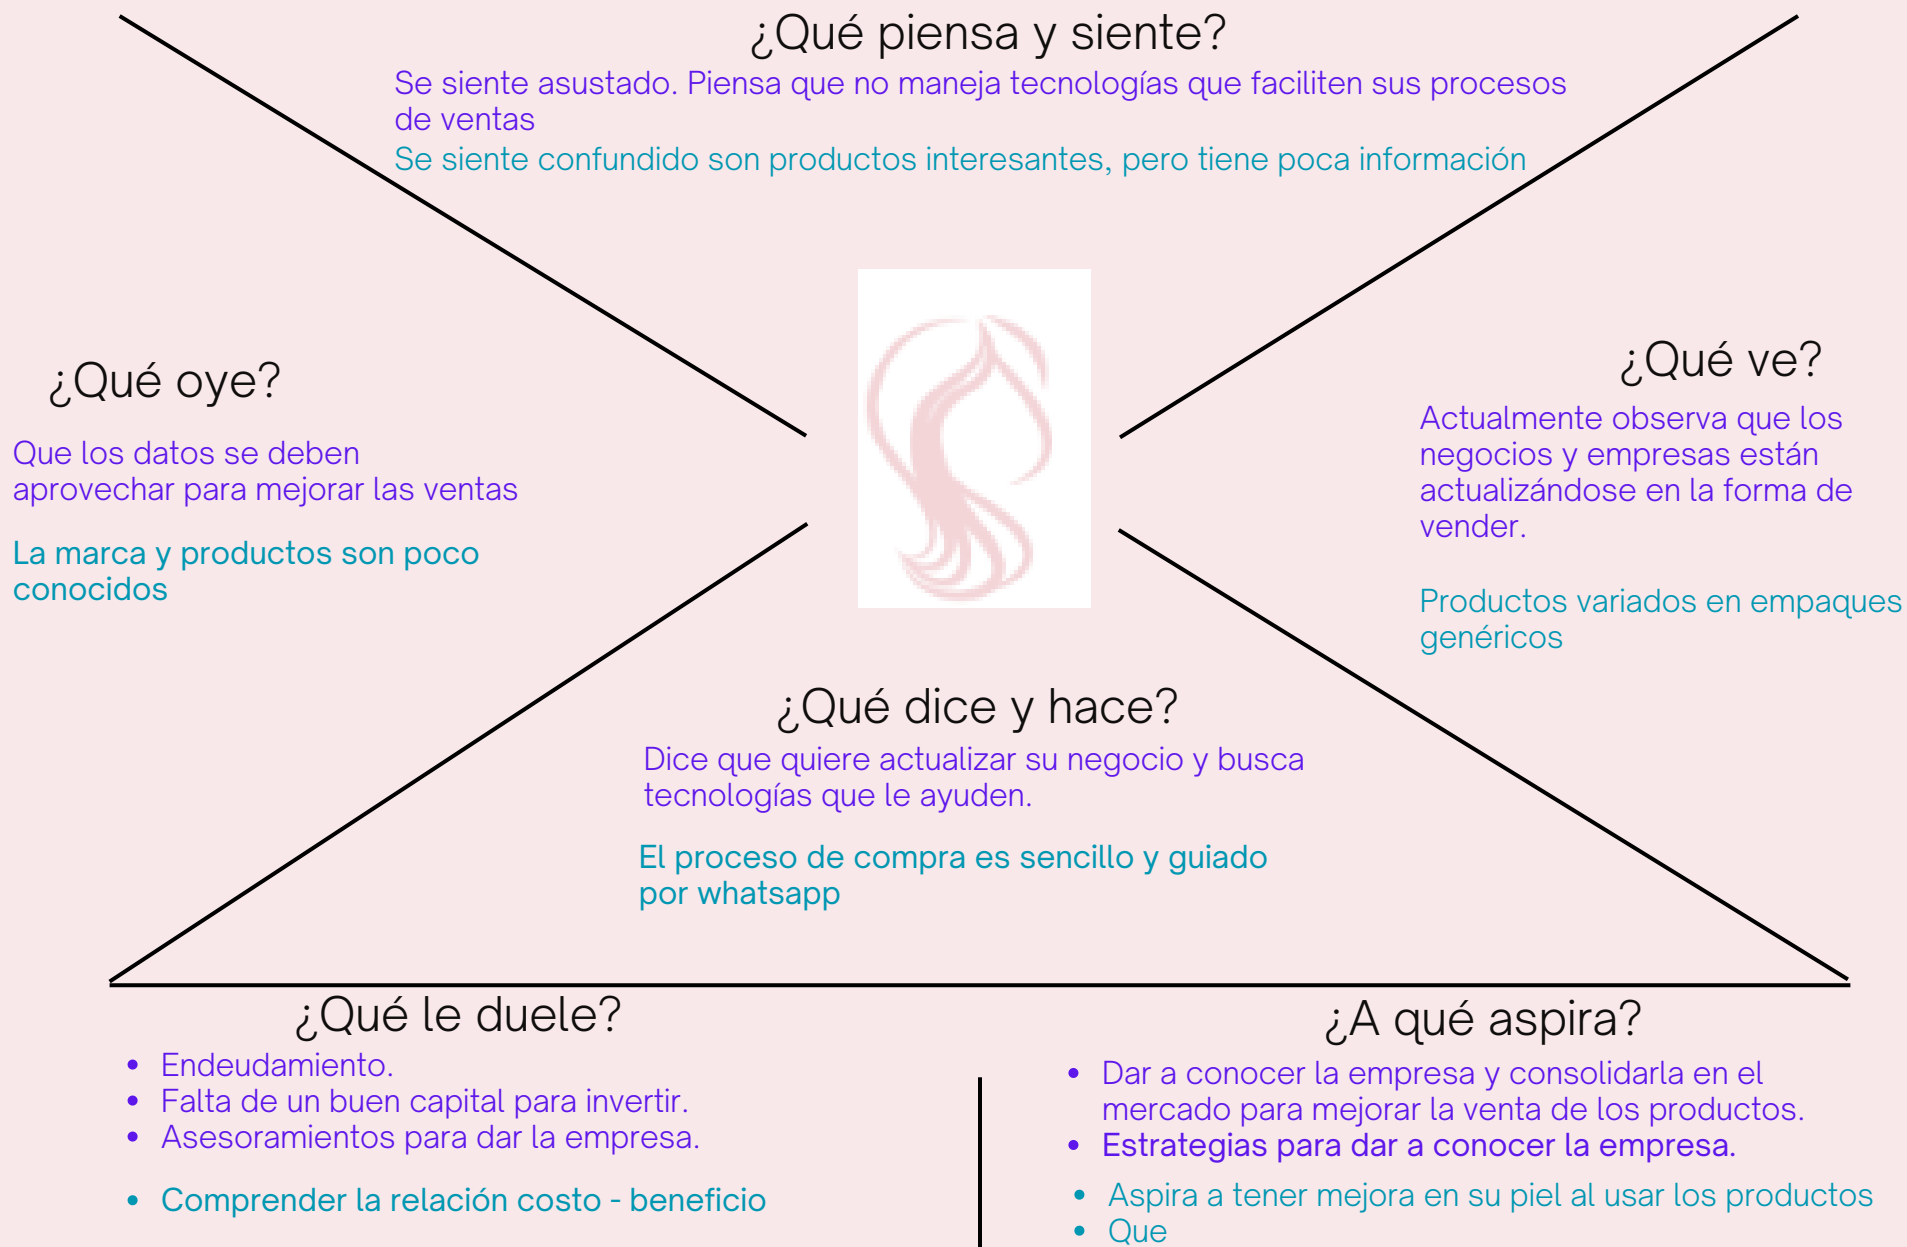 ¿Qué piensa y siente?
Se siente asustado. Piensa que no maneja tecnologías que faciliten sus procesos
de ventas
Se siente confundido son productos interesantes, pero tiene poca información
¿Qué oye?
Que los datos se deben
aprovechar para mejorar las ventas
La marca y productos son poco
conocidos
¿Qué ve?
Actualmente observa que los
negocios y empresas están
actualizándose en la forma de
vender.
Productos variados en empaques
genéricos
¿Qué dice y hace?
Dice que quiere actualizar su negocio y busca
tecnologías que le ayuden.
El proceso de compra es sencillo y guiado
por whatsapp
¿Qué le duele?
• Endeudamiento.
• Falta de un buen capital para invertir.
• Asesoramientos para dar la empresa.
• Comprender la relación costo - beneficio
¿A qué aspira?
• Dar a conocer la empresa y consolidarla en el
mercado para mejorar la venta de los productos.
• Estrategias para dar a conocer la empresa.
• Aspira a tener mejora en su piel al usar los productos
• Que